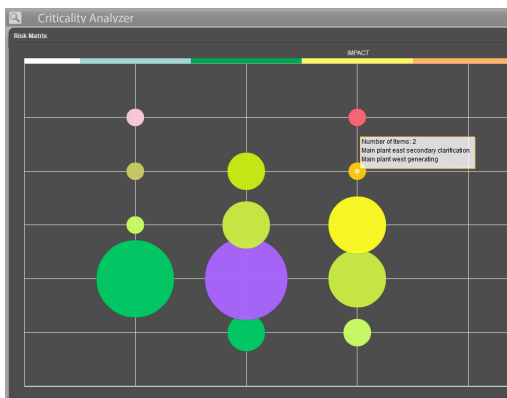 Criticality Analyzer
Risk Matrix
IMPACT
Number of Items: 2
Main plant east secondary clarification
Main plant west generating